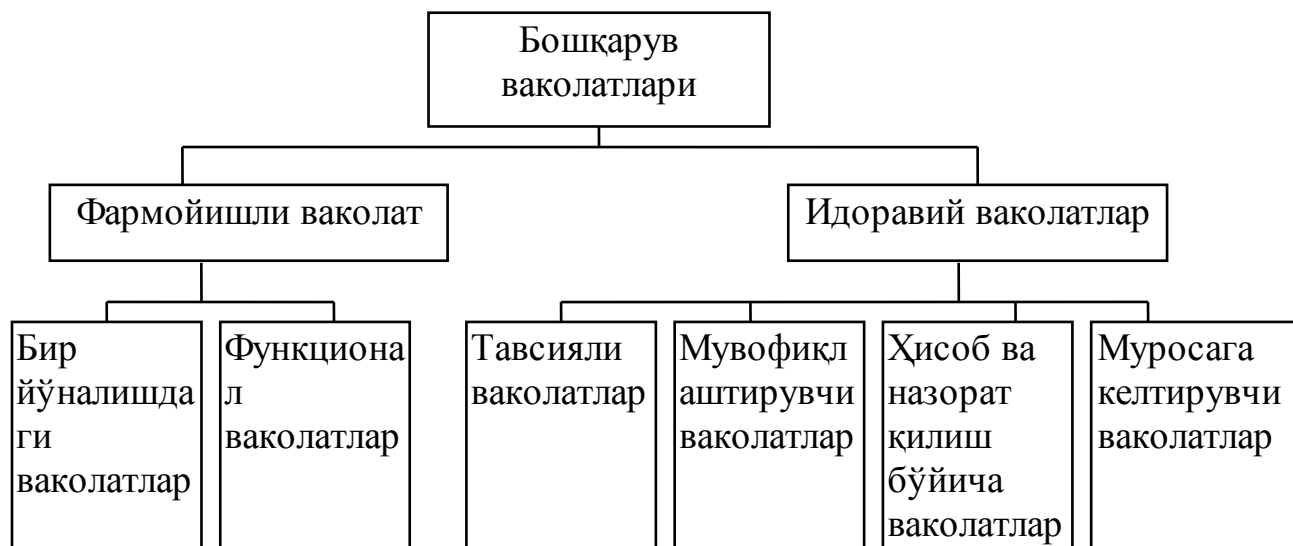 Бошқарув
ваколатлари
Фармойишли ваколат
Идоравий ваколатлар
Бир
йўналишда
ги
ваколатлар
Функциона
л
ваколатлар
Тавсияли
ваколатлар
Мувофиқл
аштирувчи
ваколатлар
Ҳисоб ва
назорат
қилиш
бўйича
ваколатлар
Муросага
келтирувчи
ваколатлар